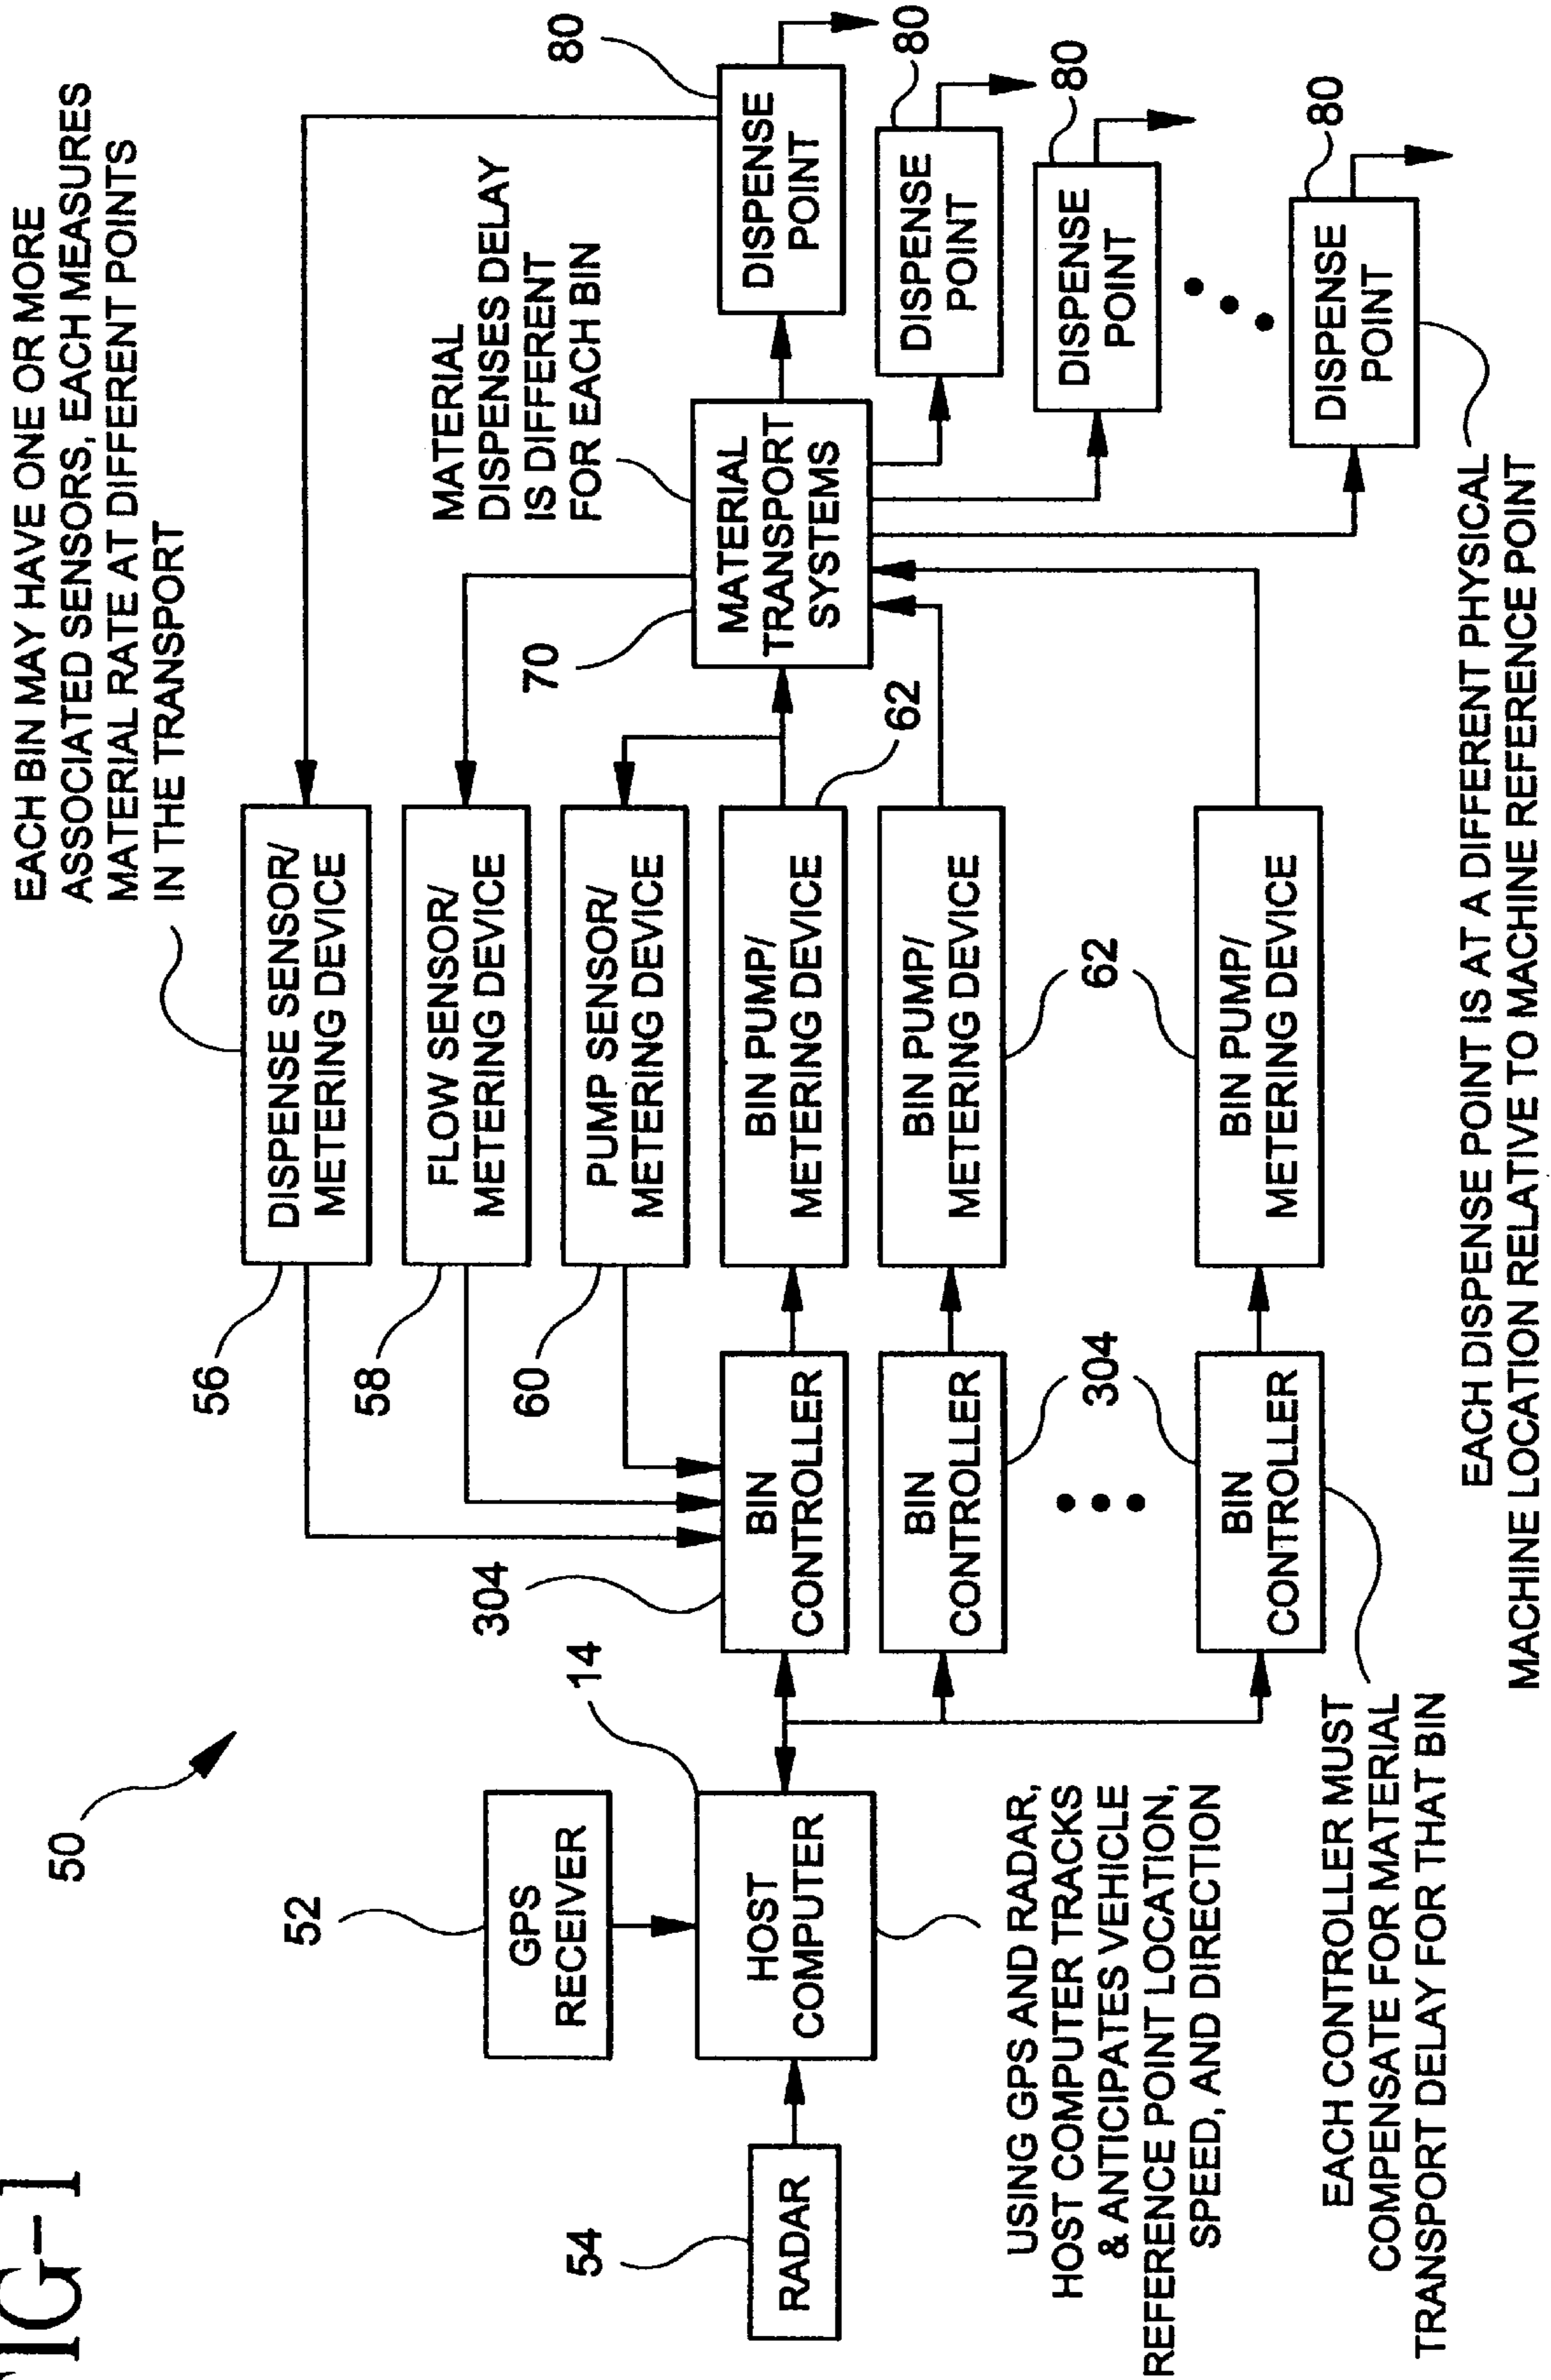 FIG-1
50
EACH BIN MAY HAVE ONE OR MORE
ASSOCIATED SENSORS, EACH MEASURES
MATERIAL RATE AT DIFFERENT POINTS
IN THE TRANSPORT
52
GPS
RECEIVER
54
RADAR
14
HOST
COMPUTER
USING GPS AND RADAR,
HOST COMPUTER TRACKS
& ANTICIPATES VEHICLE
REFERENCE POINT LOCATION,
SPEED, AND DIRECTION
56
DISPENSE SENSOR/
METERING DEVICE
58
FLOW SENSOR/
METERING DEVICE
60
PUMP SENSOR/
METERING DEVICE
304
BIN
CONTROLLER
BIN PUMP/
METERING DEVICE
62
BIN
CONTROLLER
BIN PUMP/
METERING DEVICE
304
62
BIN
CONTROLLER
BIN PUMP/
METERING DEVICE
EACH CONTROLLER MUST
COMPENSATE FOR MATERIAL
TRANSPORT DELAY FOR THAT BIN
70
MATERIAL
TRANSPORT
SYSTEMS
MATERIAL
DISPENSES DELAY
IS DIFFERENT
FOR EACH BIN
80
DISPENSE
POINT
80
DISPENSE
POINT
80
DISPENSE
POINT
80
DISPENSE
POINT
EACH DISPENSE POINT IS AT A DIFFERENT PHYSICAL
MACHINE LOCATION RELATIVE TO MACHINE REFERENCE POINT